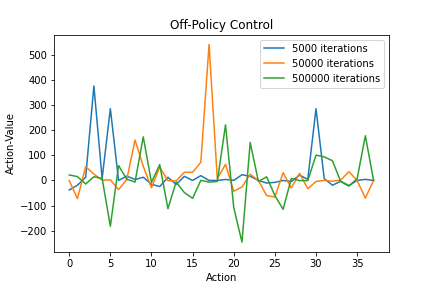 Off-Policy Control
5000 iterations
50000 iterations
500000 iterations
Action-Value
500
400
300
200
100
0
−100
−200
0
5
10
15
20
25
30
35
Action